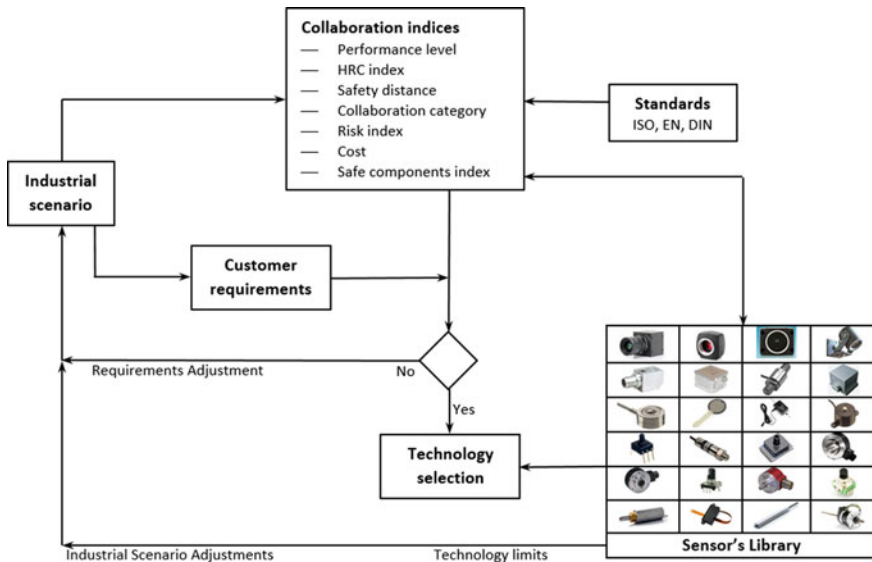 Collaboration indices
— Performance level
— HRC index
— Safety distance
— Collaboration category
— Risk index
— Cost
— Safe components index
Standards
ISO, EN, DIN
Industrial
scenario
Customer
requirements
No
Requirements Adjustment
Yes
Technology
selection
Industrial Scenario Adjustments
Technology limits
Sensor's Library